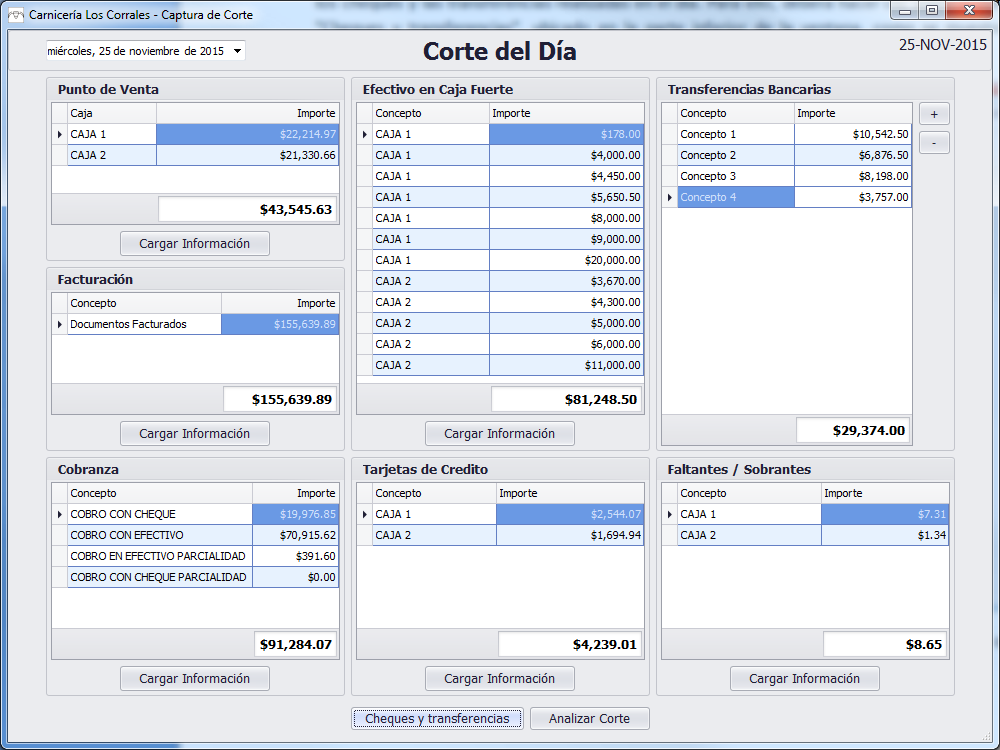 Carnicería Los Corrales - Captura de Corte
miércoles, 25 de noviembre de 2015
Corte del Día
25-NOV-2015
Punto de Venta
Caja Importe
CAJA 1 $22,214.97
CAJA 2 $21,330.66
$43,545.63
Cargar Información
Facturación
Concepto Importe
Documentos Facturados $155,639.89
$155,639.89
Cargar Información
Efectivo en Caja Fuerte
Concepto Importe
CAJA 1 $178.00
CAJA 1 $4,000.00
CAJA 1 $4,450.00
CAJA 1 $5,650.50
CAJA 1 $8,000.00
CAJA 1 $9,000.00
CAJA 1 $20,000.00
CAJA 2 $3,670.00
CAJA 2 $4,300.00
CAJA 2 $5,000.00
CAJA 2 $6,000.00
CAJA 2 $11,000.00
$81,248.50
Cargar Información
Transferencias Bancarias
Concepto Importe
Concepto 1 $10,542.50
Concepto 2 $6,876.50
Concepto 3 $8,198.00
Concepto 4 $3,757.00
$29,374.00
+
-
Cobranza
Concepto Importe
COBRO CON CHEQUE $19,976.85
COBRO CON EFECTIVO $70,915.62
COBRO EN EFECTIVO PARCIALIDAD $391.60
COBRO CON CHEQUE PARCIALIDAD $0.00
$91,284.07
Cargar Información
Tarjetas de Credito
Concepto Importe
CAJA 1 $2,544.07
CAJA 2 $1,694.94
$4,239.01
Cargar Información
Faltantes / Sobrantes
Concepto Importe
CAJA 1 $7.31
CAJA 2 $1.34
$8.65
Cargar Información
Cheques y transferencias
Analizar Corte